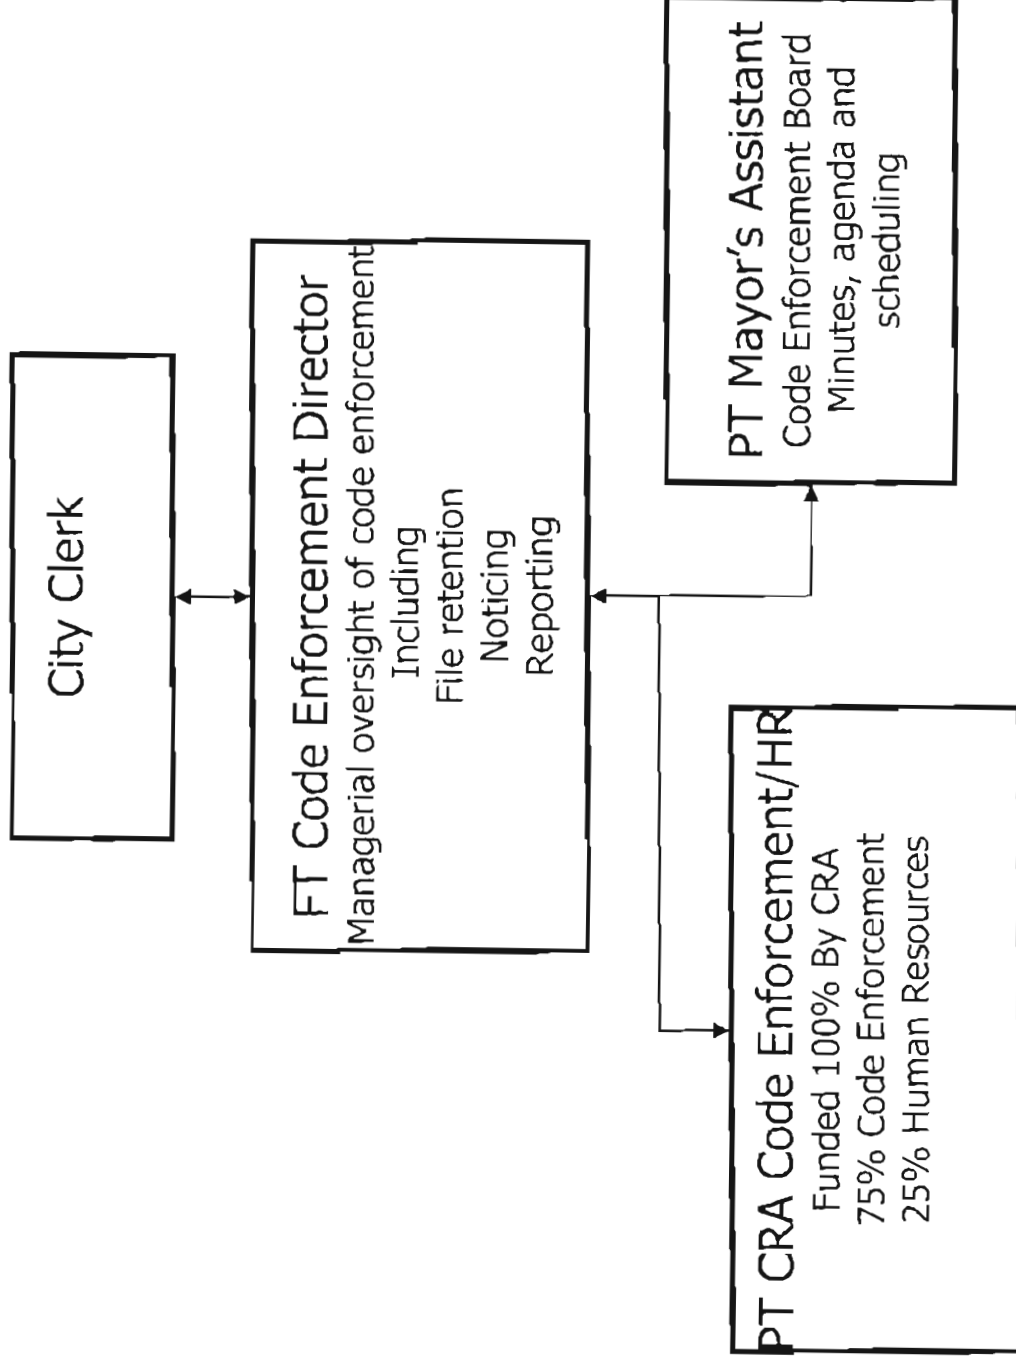 City Clerk
FT Code Enforcement Director
Managerial oversight of code enforcement
Including
File retention
Noticing
Reporting
PT CRA Code Enforcement/HR
Funded 100% By CRA
75% Code Enforcement
25% Human Resources
PT Mayor's Assistant
Code Enforcement Board
Minutes, agenda and
scheduling